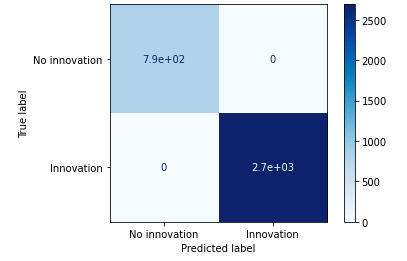 No innovation
7.9e+02
0
True label
Innovation
0
2.7e+03
No innovation
Innovation
Predicted label
2500
2000
1500
1000
500
0